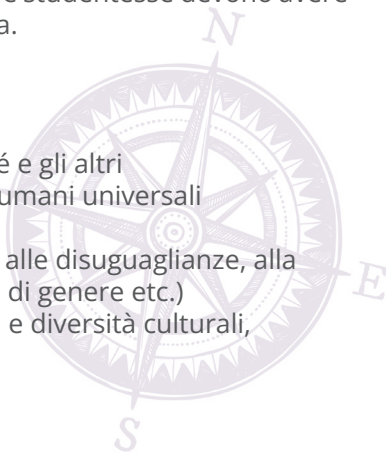 e studentesse devono avere
a.
N
é e gli altri
umani universali
alle disuguaglianze, alla
di genere etc.)
E
e diversità culturali,
S